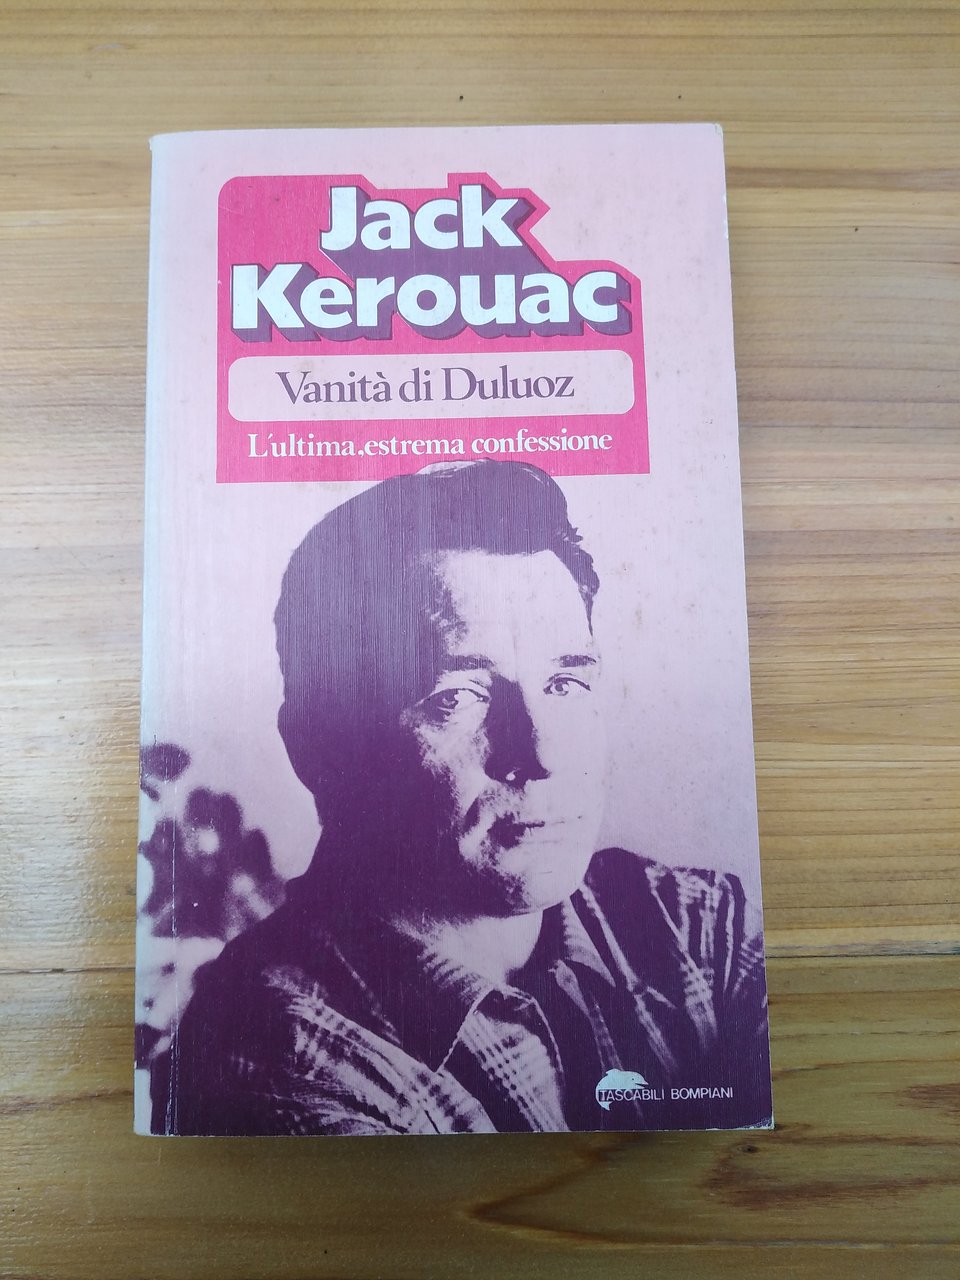 Jack
Kerouac
Vanità di Duluoz
L'ultima, estrema confessione
TASCABILI BOMPIANI